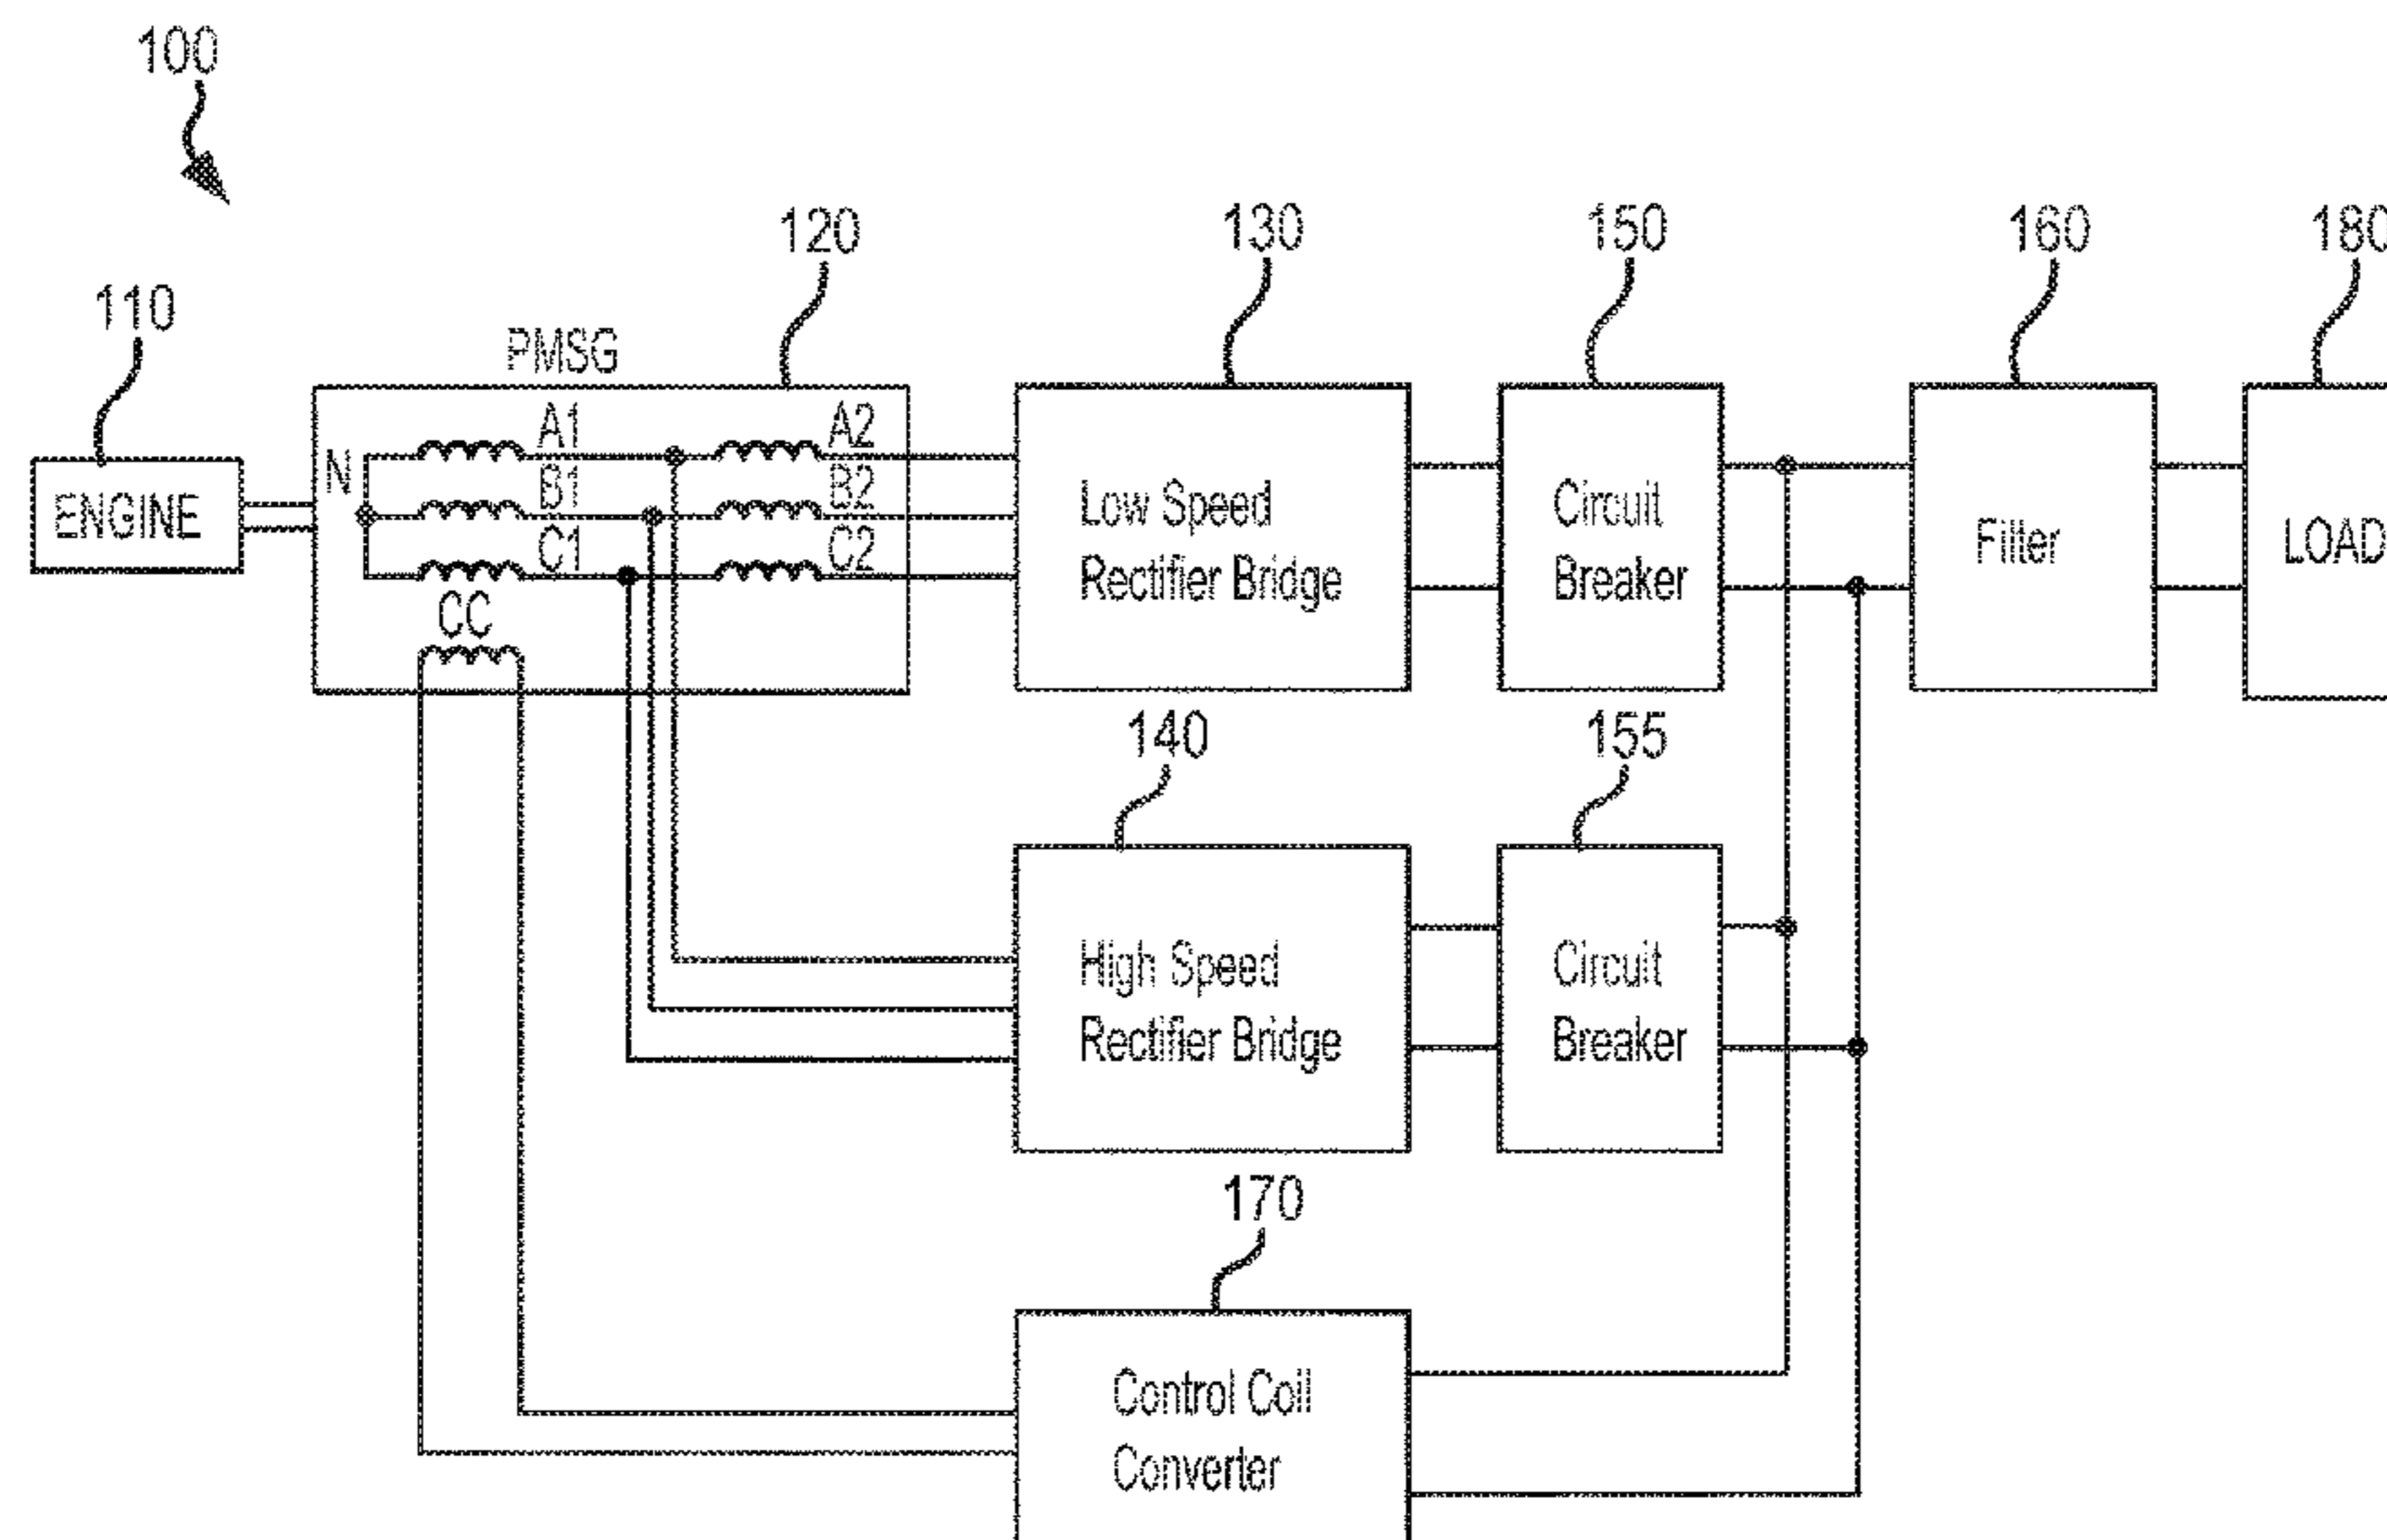 100
110
120
130
150
160
180
PMSG
ENGINE
N
A1
A2
B1
B2
C1
C2
CC
Low Speed
Rectifier Bridge
Circuit
Breaker
Filter
LOAD
140
155
High Speed
Rectifier Bridge
Circuit
Breaker
170
Control Coil
Converter